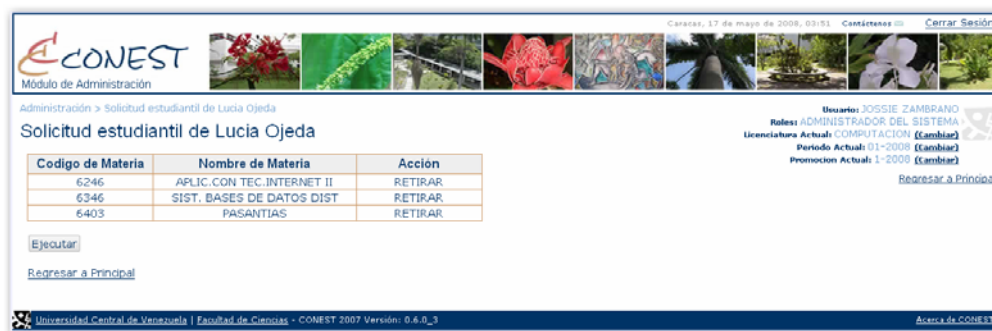 Caracas, 17 de mayo de 2008, 03:51 Contáctenos Cerrar Sesión
CONEST
Módulo de Administración
Administración > Solicitud estudiantil de Lucia Ojeda
Solicitud estudiantil de Lucia Ojeda
Usuario: JOSSIE ZAMBRANO
Roles: ADMINISTRADOR DEL SISTEMA
Licenciatura Actual: COMPUTACION (Cambiar)
Periodo Actual: 01-2008 (Cambiar)
Promocion Actual: 1-2008 (Cambiar)
Regresar a Principal
Codigo de Materia Nombre de Materia Acción
6246 APLIC.CON TEC.INTERNET II RETIRAR
6346 SIST. BASES DE DATOS DIST RETIRAR
6403 PASANTIAS RETIRAR
Ejecutar
Regresar a Principal
Universidad Central de Venezuela | Facultad de Ciencias - CONEST 2007 Versión: 0.6.0_3 Acerca de CONEST